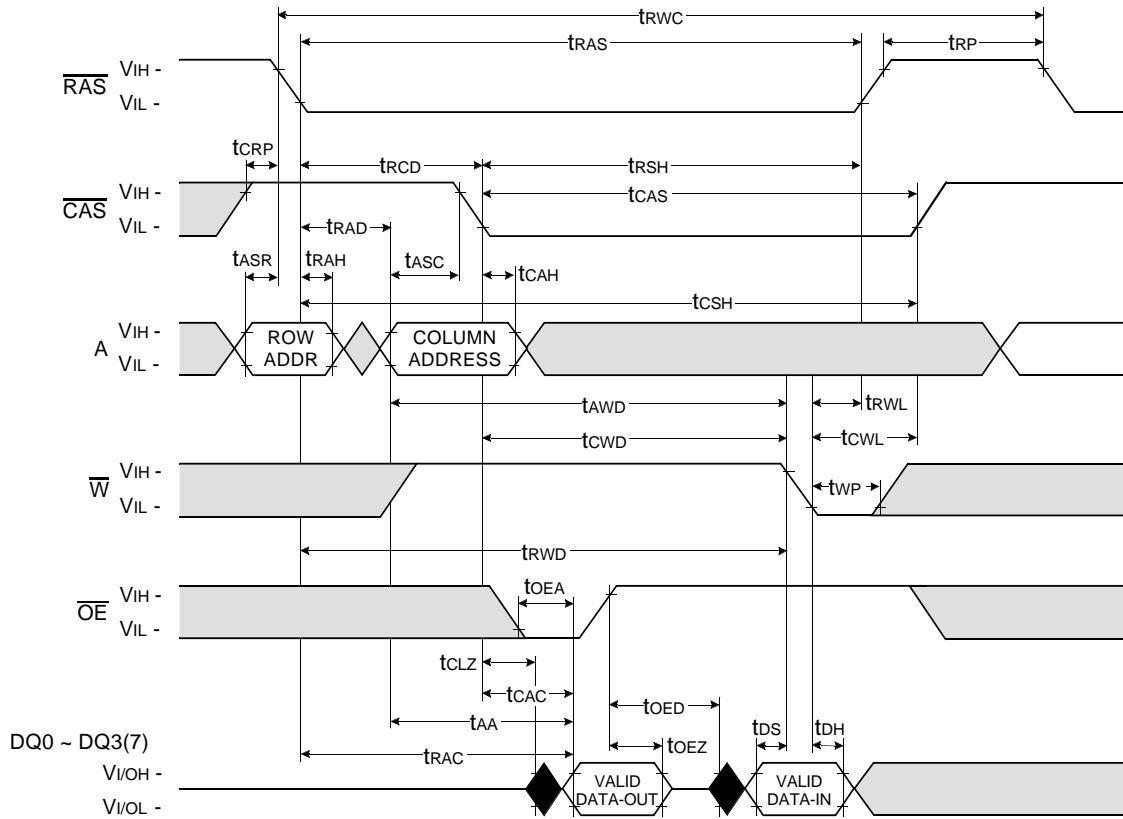 tRWC
tRAS
tRP
RAS
VIH -
VIL -
tCRP
tRCD
tRSH
CAS
VIH -
VIL -
tCAS
tRAD
tASR
tRAH
tASC
tCAH
tCSH
A
VIH -
VIL -
ROW
ADDR
COLUMN
ADDRESS
tAWD
tRWL
tCWD
tCWL
W
VIH -
VIL -
tWP
tRWD
OE
VIH -
VIL -
tOEA
tCLZ
tCAC
tOED
tAA
tOEZ
tDS
tDH
DQ0 ~ DQ3(7)
tRAC
VI/OH -
VI/OL -
VALID
DATA-OUT
VALID
DATA-IN